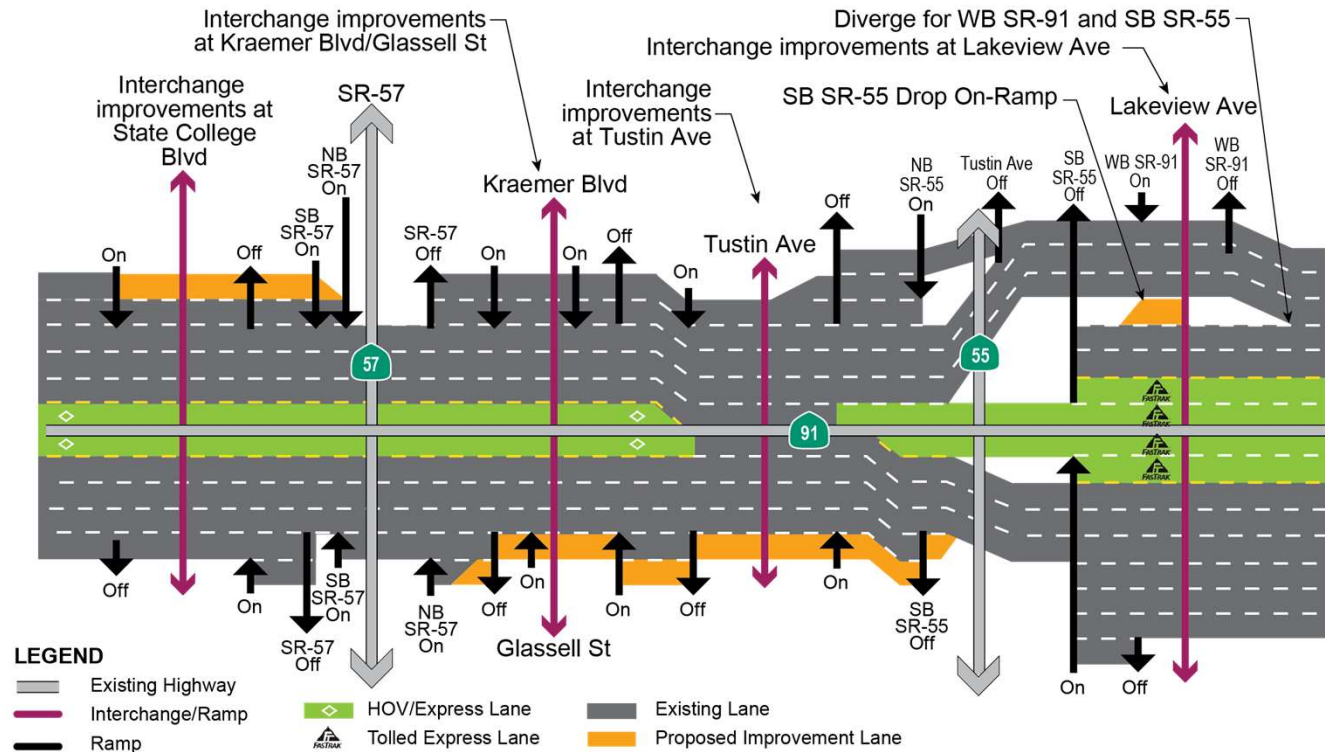 Interchange improvements
at Kraemer Blvd/Glassell St
Diverge for WB SR-91 and SB SR-55
Interchange improvements at Lakeview Ave
Interchange
improvements at
State College
Blvd
SR-57
Interchange
improvements
at Tustin Ave
SB SR-55 Drop On-Ramp
Lakeview Ave
NB
SR-57
On
SB
SR-57
On
Kraemer Blvd
Tustin Ave
On
Off
SR-57
Off
On
On
Off
On
Off
NB
SR-55
On
Tustin Ave
Off
SB
SR-55
Off
WB SR-91
On
WB
SR-91
Off
57
55
91
FASTRAK
FASTRAK
FASTRAK
FASTRAK
Off
On
SR-57
Off
SB
SR-57
On
NB
SR-57
On
Off
On
On
Off
On
SB
SR-55
Off
On
Off
Glassell St
LEGEND
Existing Highway
Interchange/Ramp
Ramp
HOV/Express Lane
FASTRAK
Tolled Express Lane
Existing Lane
Proposed Improvement Lane